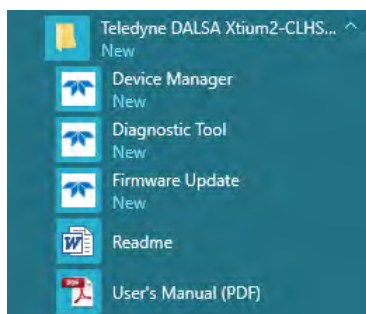 Teledyne DALSA Xtium2-CLHS...
New
Device Manager
New
Diagnostic Tool
New
Firmware Update
New
Readme
User's Manual (PDF)